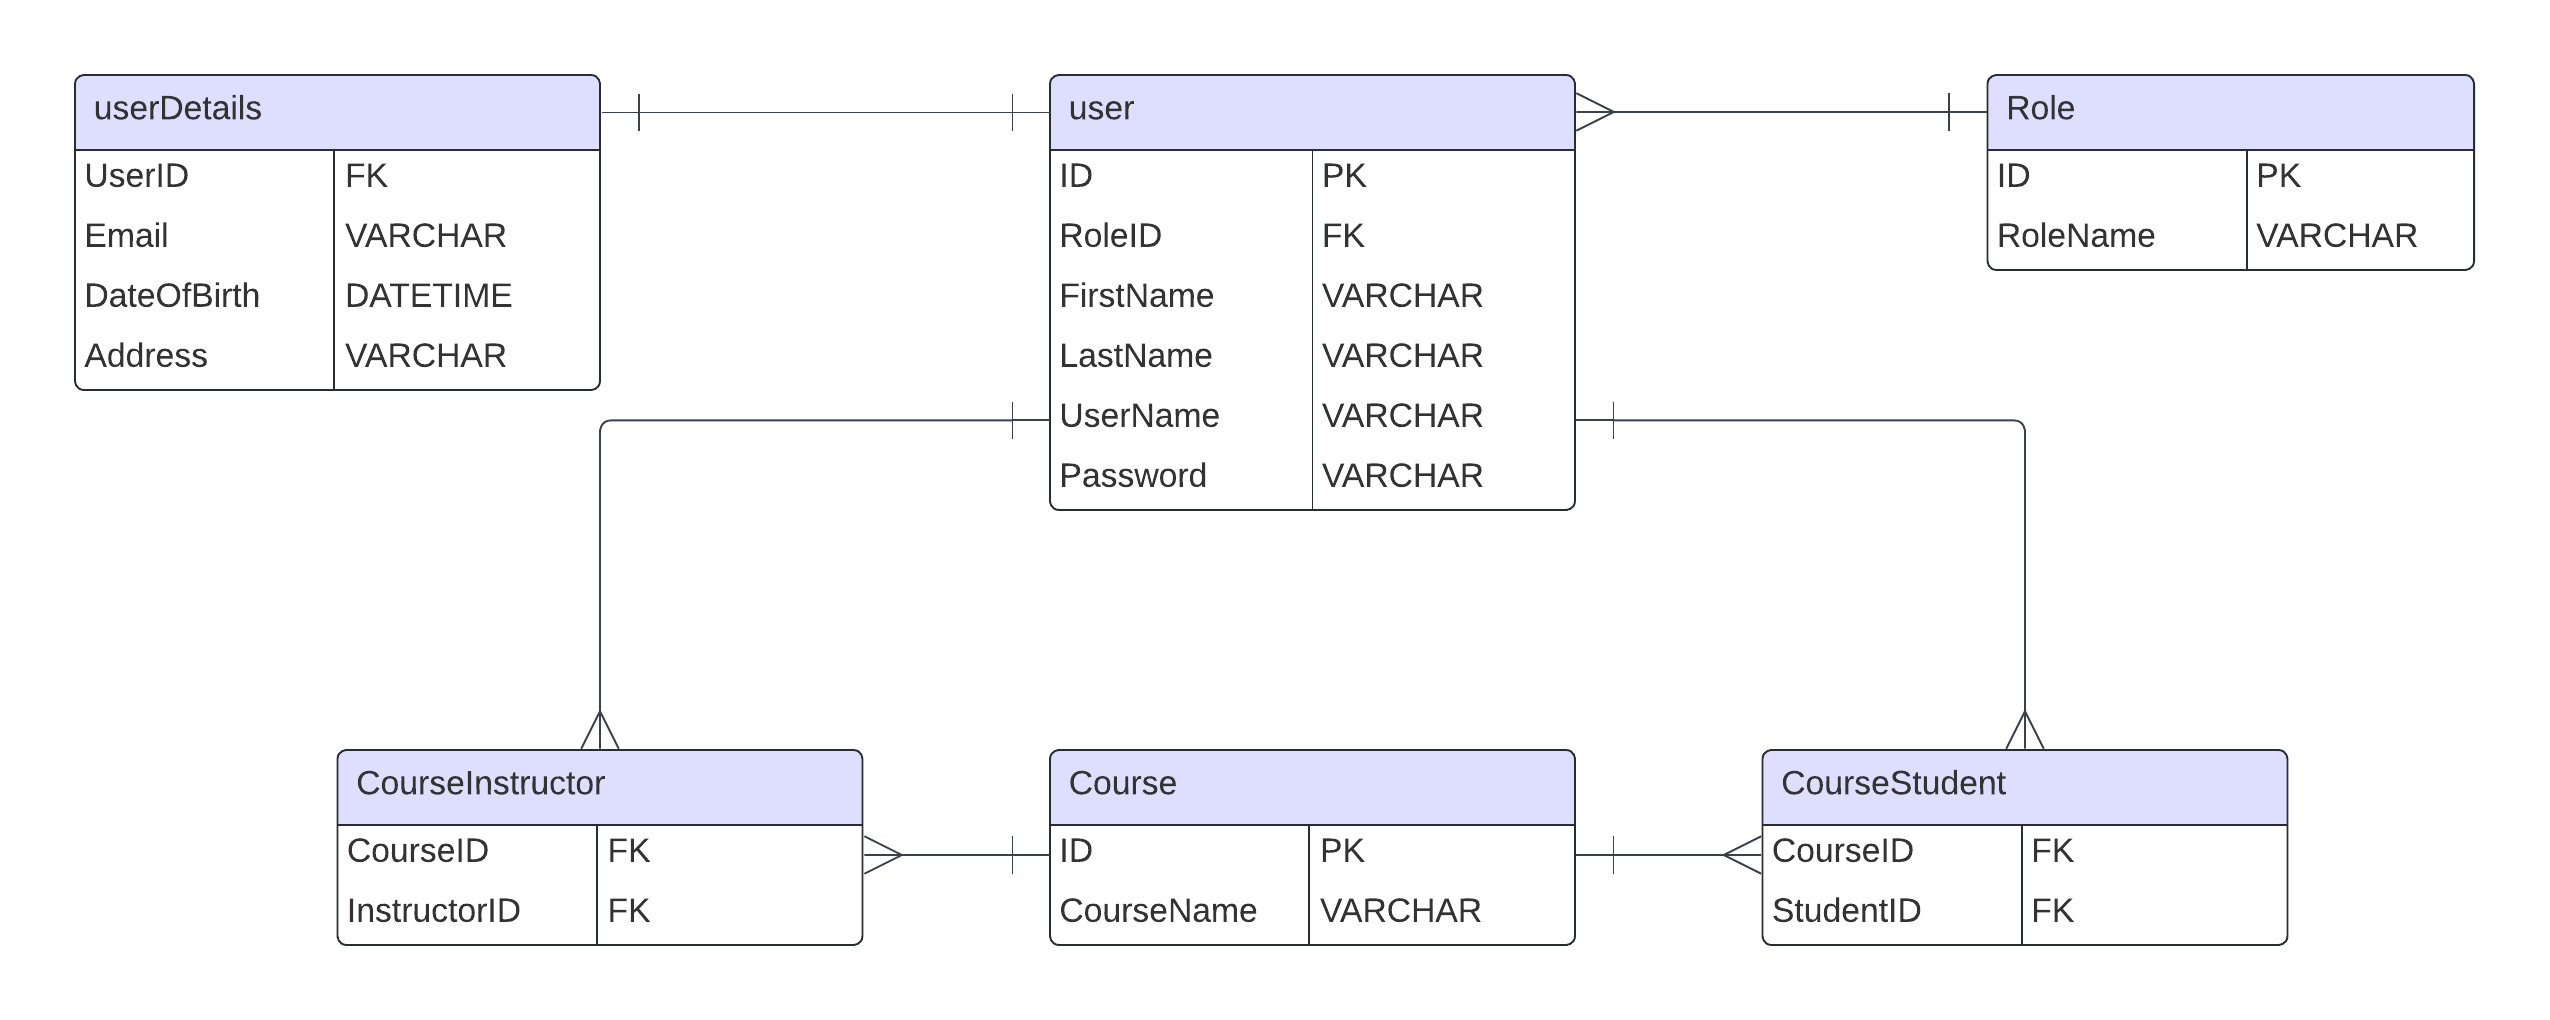 userDetails
UserID FK
Email VARCHAR
DateOfBirth DATETIME
Address VARCHAR
user
ID PK
RoleID FK
FirstName VARCHAR
LastName VARCHAR
UserName VARCHAR
Password VARCHAR
Role
ID PK
RoleName VARCHAR
CourseInstructor
CourseID FK
InstructorID FK
Course
ID PK
CourseName VARCHAR
CourseStudent
CourseID FK
StudentID FK